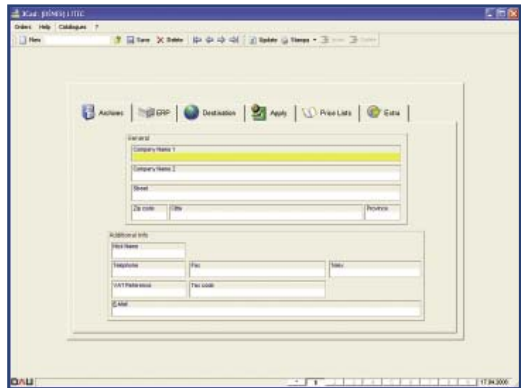 Orders Help Catalogues ?
New Save Delete Update Stamps
Archives ERP Destination Apply Price Lists Extra
General
Company Name 1
Company Name 2
Street
Zip code Province
Additional Info
Nick Name
Telephone Fax Telex
VAT Reference Tax code
E-Mail
17.04.2000